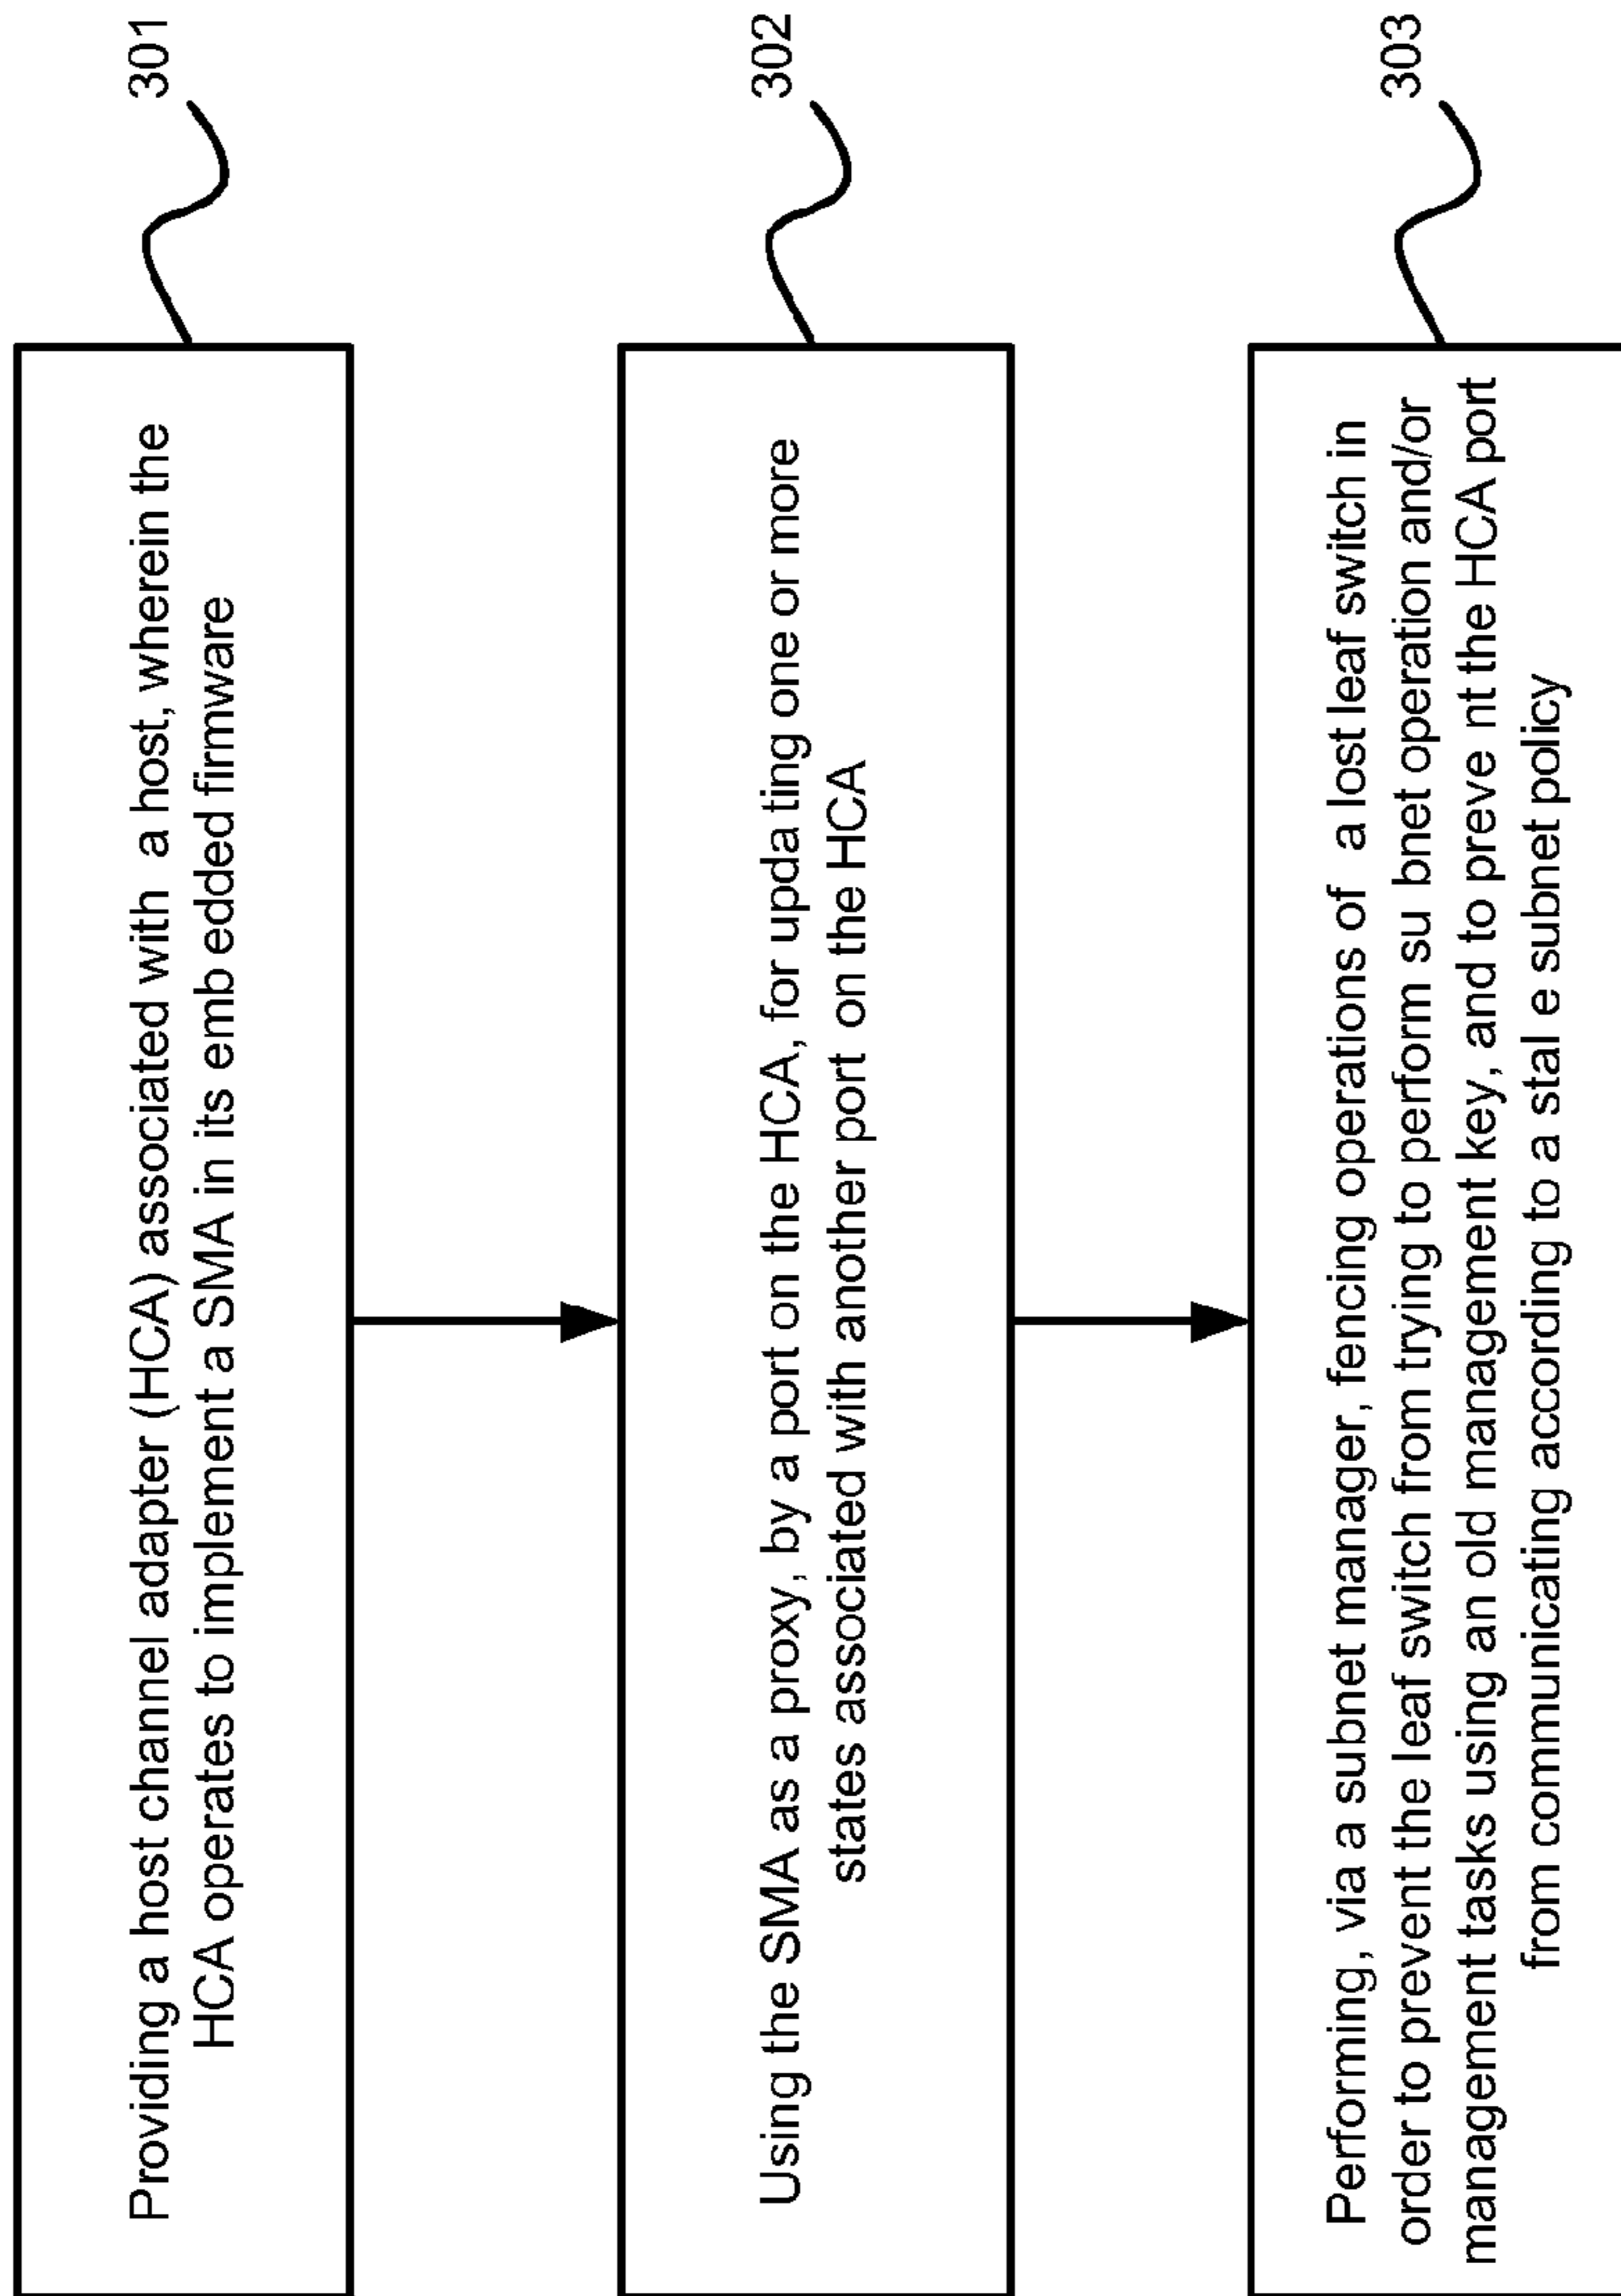 Providing a host channel adapter (HCA) associated with a host, wherein the
HCA operates to implement a SMA in its emb edded firmware
301
Using the SMA as a proxy, by a port on the HCA, for upda ting one or more
states associated with another port on the HCA
302
Performing, via a subnet manager, fencing operations of a lost leaf switch in
order to prevent the leaf switch from trying to perform su bnet operation and/or
management tasks using an old management key, and to preve nt the HCA port
from communicating according to a stal e subnet policy
303